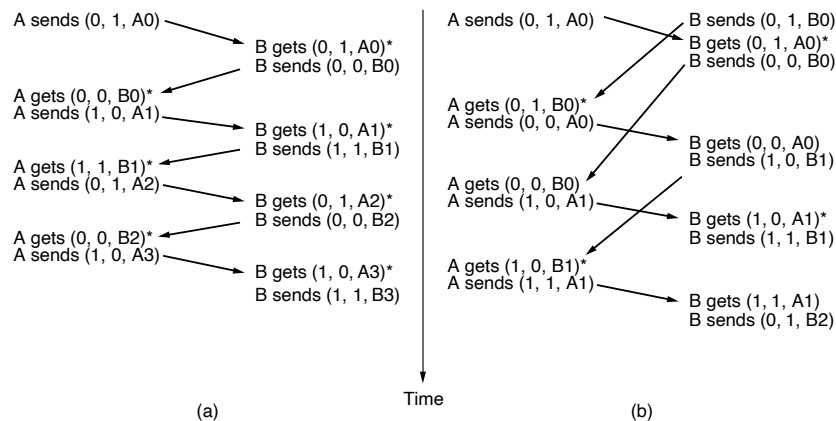 A sends (0, 1, A0)
B gets (0, 1, A0)*
B sends (0, 0, B0)
A gets (0, 0, B0)*
A sends (1, 0, A1)
B gets (1, 0, A1)*
B sends (1, 1, B1)
A gets (1, 1, B1)*
A sends (0, 1, A2)
B gets (0, 1, A2)*
B sends (0, 0, B2)
A gets (0, 0, B2)*
A sends (1, 0, A3)
B gets (1, 0, A3)*
B sends (1, 1, B3)
(a)
Time
A sends (0, 1, A0)
B sends (0, 1, B0)
B gets (0, 1, A0)*
B sends (0, 0, B0)
A gets (0, 1, B0)*
A sends (0, 0, A0)
B gets (0, 0, A0)
B sends (1, 0, B1)
A gets (0, 0, B0)
A sends (1, 0, A1)
B gets (1, 0, A1)*
B sends (1, 1, B1)
A gets (1, 0, B1)*
A sends (1, 1, A1)
B gets (1, 1, A1)
B sends (0, 1, B2)
(b)